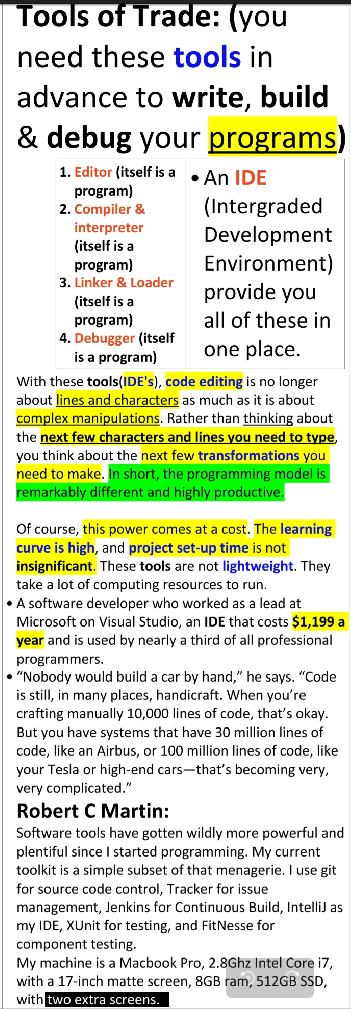 Tools of Trade: (you
need these tools in
advance to write, build
& debug your programs)
1. Editor (itself is a
program)
2. Compiler &
interpreter
(itself is a
program)
3. Linker & Loader
(itself is a
program)
4. Debugger (itself
is a program)
• An IDE
(Intergraded
Development
Environment)
provide you
all of these in
one place.
With these tools(IDE's), code editing is no longer
about lines and characters as much as it is about
complex manipulations. Rather than thinking about
the next few characters and lines you need to type,
you think about the next few transformations you
need to make. In short, the programming model is
remarkably different and highly productive.
Of course, this power comes at a cost. The learning
curve is high, and project set-up time is not
insignificant. These tools are not lightweight. They
take a lot of computing resources to run.
• A software developer who worked as a lead at
Microsoft on Visual Studio, an IDE that costs $1,199 a
year and is used by nearly a third of all professional
programmers.
• “Nobody would build a car by hand,” he says. “Code
is still, in many places, handicraft. When you’re
crafting manually 10,000 lines of code, that’s okay.
But you have systems that have 30 million lines of
code, like an Airbus, or 100 million lines of code, like
your Tesla or high-end cars—that’s becoming very,
very complicated.”
Robert C Martin:
Software tools have gotten wildly more powerful and
plentiful since I started programming. My current
toolkit is a simple subset of that menagerie. I use git
for source code control, Tracker for issue
management, Jenkins for Continuous Build, IntelliJ as
my IDE, XUnit for testing, and FitNesse for
component testing.
My machine is a Macbook Pro, 2.8Ghz Intel Core i7,
with a 17-inch matte screen, 8GB ram, 512GB SSD,
with two extra screens.